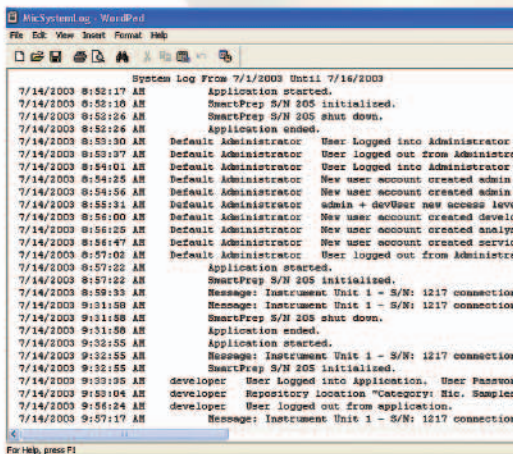 MicSystemLog - WordPad
File Edit View Insert Format Help
System Log From 7/1/2003 Until 7/16/2003
7/14/2003 8:52:17 AM Application started.
7/14/2003 8:52:18 AM SmartPrep S/N 205 initialized.
7/14/2003 8:52:26 AM SmartPrep S/N 205 shut down.
7/14/2003 8:52:26 AM Application ended.
7/14/2003 8:53:30 AM Default Administrator User Logged into Administrator
7/14/2003 8:53:37 AM Default Administrator User logged out from Administra
7/14/2003 8:54:01 AM Default Administrator User Logged into Administrator
7/14/2003 8:54:25 AM Default Administrator New user account created admin
7/14/2003 8:54:56 AM Default Administrator New user account created admin
7/14/2003 8:55:31 AM Default Administrator admin + devUser new access leve
7/14/2003 8:56:00 AM Default Administrator New user account created develo
7/14/2003 8:56:25 AM Default Administrator New user account created analys
7/14/2003 8:56:47 AM Default Administrator New user account created servic
7/14/2003 8:57:02 AM Default Administrator User logged out from Administra
7/14/2003 8:57:22 AM Application started.
7/14/2003 8:57:22 AM SmartPrep S/N 205 initialized.
7/14/2003 8:59:33 AM Message: Instrument Unit 1 - S/N: 1217 connection
7/14/2003 9:31:58 AM Message: Instrument Unit 1 - S/N: 1217 connection
7/14/2003 9:31:58 AM SmartPrep S/N 205 shut down.
7/14/2003 9:31:58 AM Application ended.
7/14/2003 9:32:55 AM Application started.
7/14/2003 9:32:55 AM Message: Instrument Unit 1 - S/N: 1217 connection
7/14/2003 9:32:55 AM SmartPrep S/N 205 initialized.
7/14/2003 9:33:35 AM developer User Logged into Application. User Passwor
7/14/2003 9:53:04 AM developer Repository location "Category: Mic. Samples
7/14/2003 9:56:24 AM developer User logged out from application.
7/14/2003 9:57:17 AM Message: Instrument Unit 1 - S/N: 1217 connection
For Help, press F1